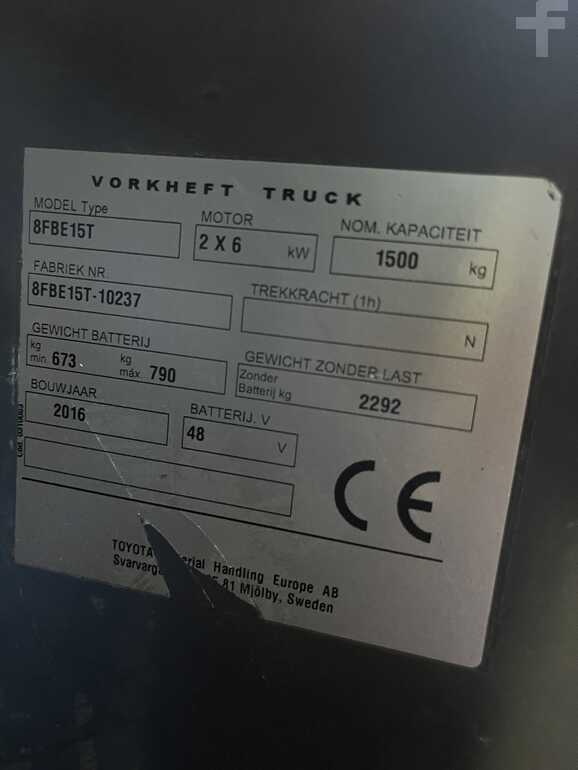 VORKHEFT TRUCK
MODEL Type
8FBE15T
MOTOR
2 X 6 kW
NOM. KAPACITEIT
1500 kg
FABRIEK NR.
8FBE15T-10237
TREKKRACHT (1h)
N
GEWICHT BATTERIJ
kg min. 673 kg máx. 790
GEWICHT ZONDER LAST
Zonder Batterij kg 2292
BOUWJAAR
2016
BATTERIJ. V
48 V
CE
TOYOTA Handling Europe AB
81 Mjölby, Sweden
f